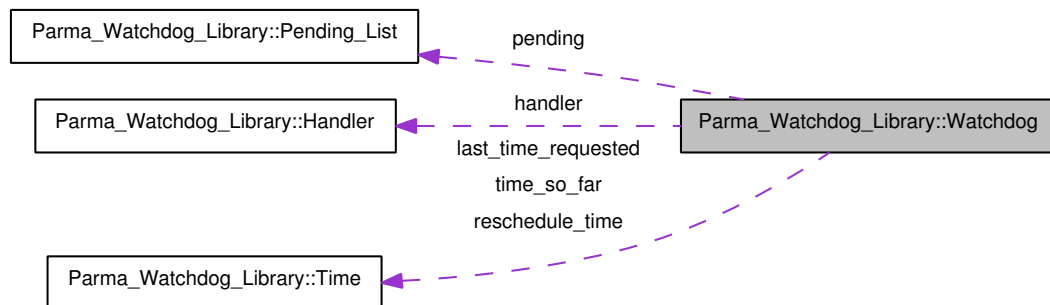 Parma_Watchdog_Library::Pending_List
pending
Parma_Watchdog_Library::Handler
handler
Parma_Watchdog_Library::Watchdog
last_time_requested
time_so_far
reschedule_time
Parma_Watchdog_Library::Time